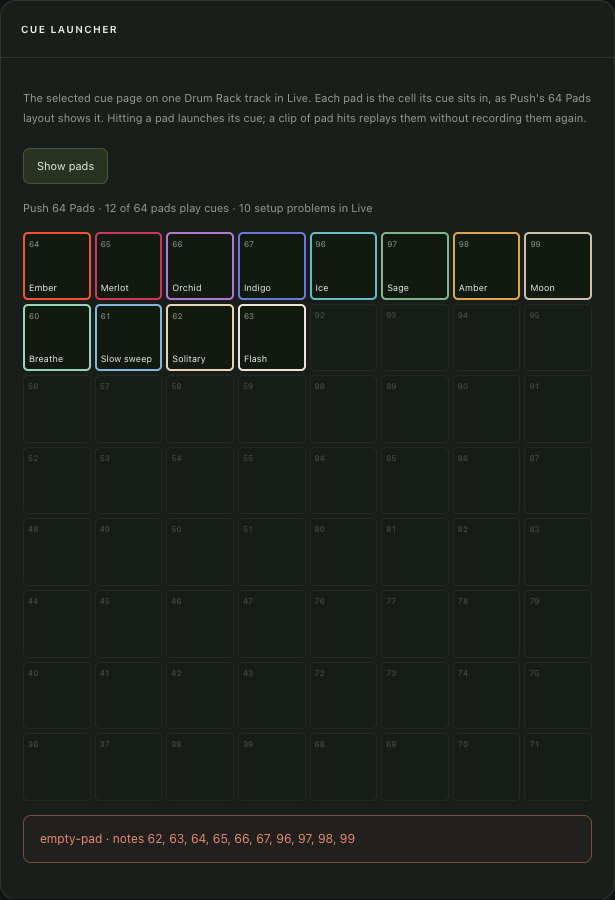 CUE LAUNCHER
The selected cue page on one Drum Rack track in Live. Each pad is the cell its cue sits in, as Push's 64 Pads
layout shows it. Hitting a pad launches its cue; a clip of pad hits replays them without recording them again.
Show pads
Push 64 Pads · 12 of 64 pads play cues · 10 setup problems in Live
64 65 66 67 96 97 98 99
Ember Merlot Orchid Indigo Ice Sage Amber Moon
60 61 62 63 92 93 94 95
Breathe Slow sweep Solitary Flash
56 57 58 59 88 89 90 91
52 53 54 55 84 85 86 87
48 49 50 51 80 81 82 83
44 45 46 47 76 77 78 79
40 41 42 43 72 73 74 75
36 37 38 39 68 69 70 71
empty-pad · notes 62, 63, 64, 65, 66, 67, 96, 97, 98, 99